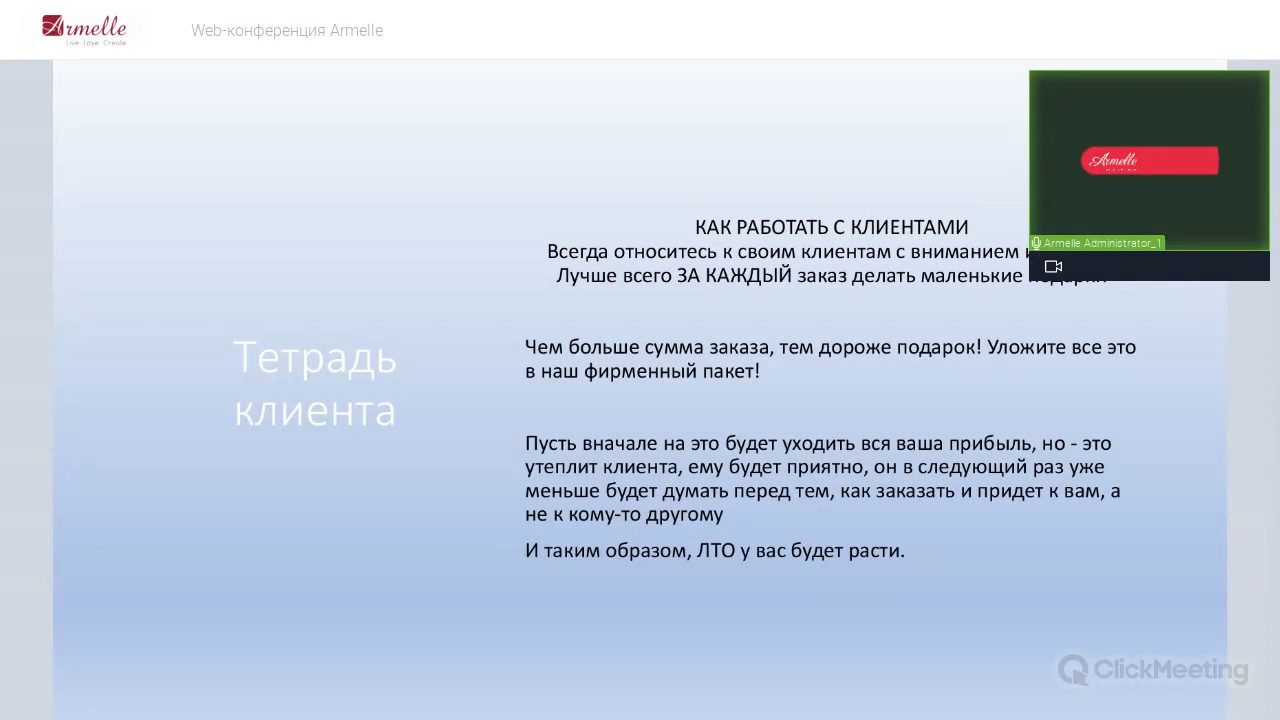 Armelle
Live Love Create
Web-конференция Armelle
Armelle
Armelle Administrator_1
КАК РАБОТАТЬ С КЛИЕНТАМИ
Всегда относитесь к своим клиентам с вниманием
Лучше всего ЗА КАЖДЫЙ заказ делать маленькие подарки
Тетрадь
клиента
Чем больше сумма заказа, тем дороже подарок! Уложите все это
в наш фирменный пакет!
Пусть вначале на это будет уходить вся ваша прибыль, но - это
утеплит клиента, ему будет приятно, он в следующий раз уже
меньше будет думать перед тем, как заказать и придет к вам, а
не к кому-то другому
И таким образом, ЛТО у вас будет расти.
ClickMeeting